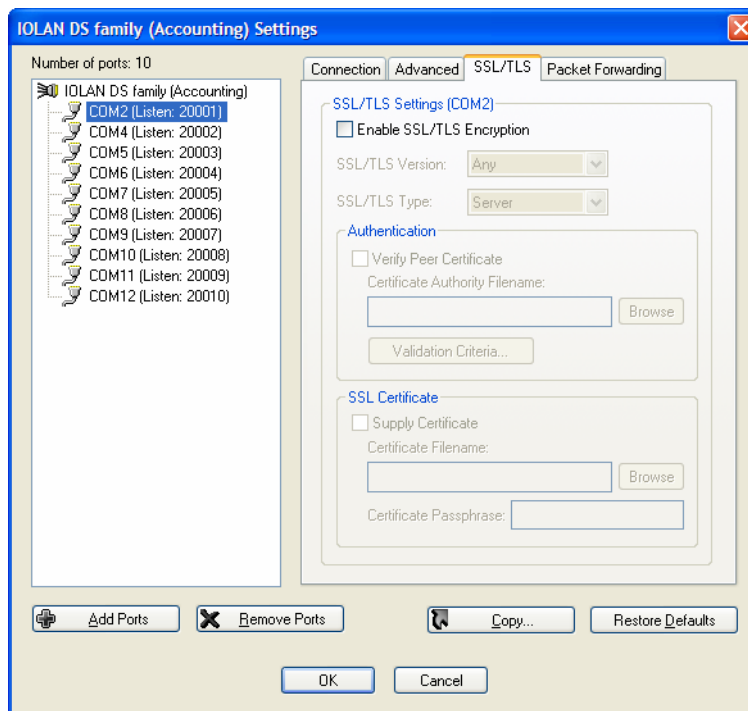 IOLAN DS family (Accounting) Settings
Number of ports: 10
IOLAN DS family (Accounting)
COM2 (Listen: 20001)
COM4 (Listen: 20002)
COM5 (Listen: 20003)
COM6 (Listen: 20004)
COM7 (Listen: 20005)
COM8 (Listen: 20006)
COM9 (Listen: 20007)
COM10 (Listen: 20008)
COM11 (Listen: 20009)
COM12 (Listen: 20010)
Connection Advanced SSL/TLS Packet Forwarding
SSL/TLS Settings (COM2)
Enable SSL/TLS Encryption
SSL/TLS Version: Any
SSL/TLS Type: Server
Authentication
Verify Peer Certificate
Certificate Authority Filename:
Browse
Validation Criteria...
SSL Certificate
Supply Certificate
Certificate Filename:
Browse
Certificate Passphrase:
Add Ports Remove Ports Copy... Restore Defaults
OK Cancel